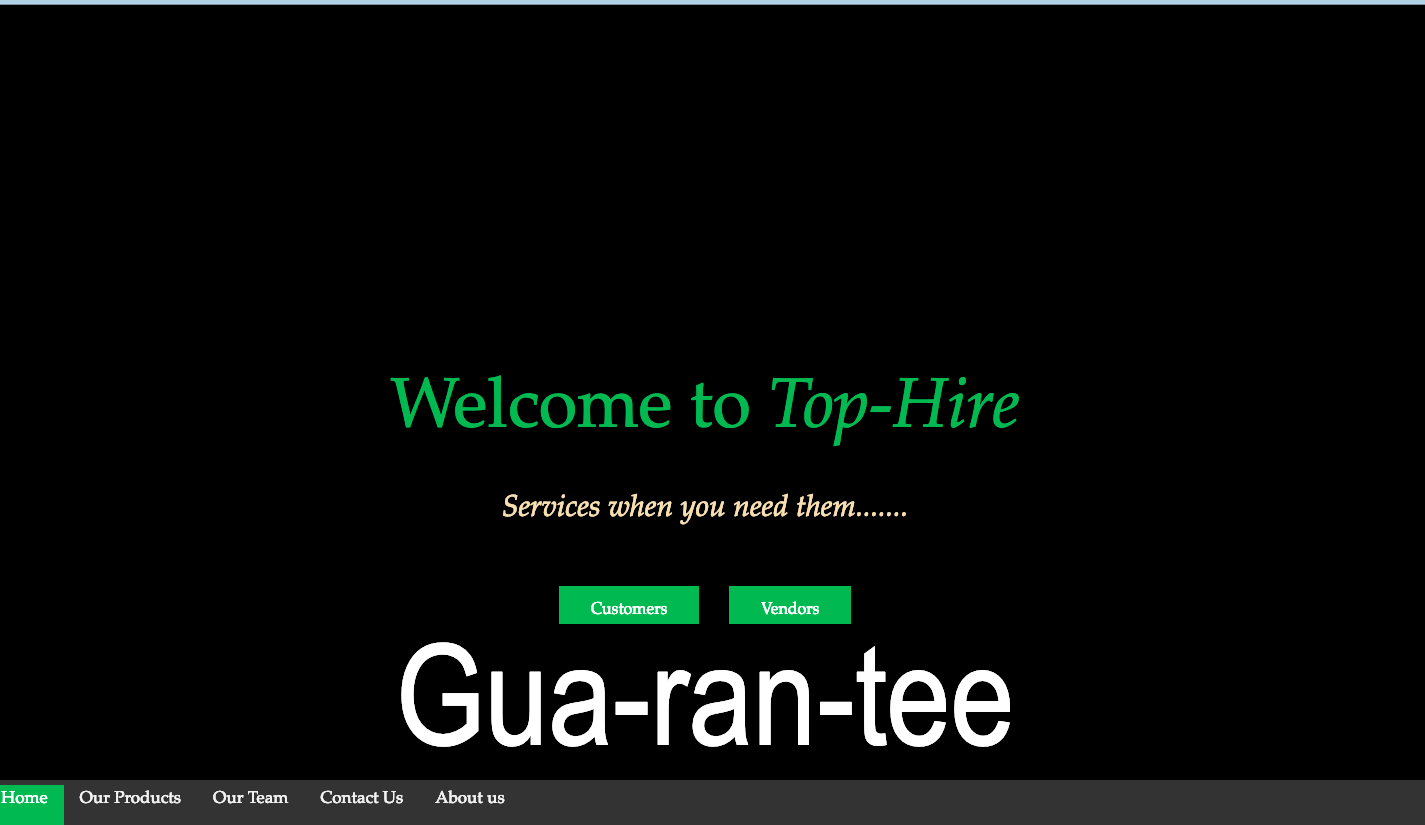 Welcome to Top-Hire
Services when you need them.......
Customers Vendors
Gua-ran-tee
Home Our Products Our Team Contact Us About us